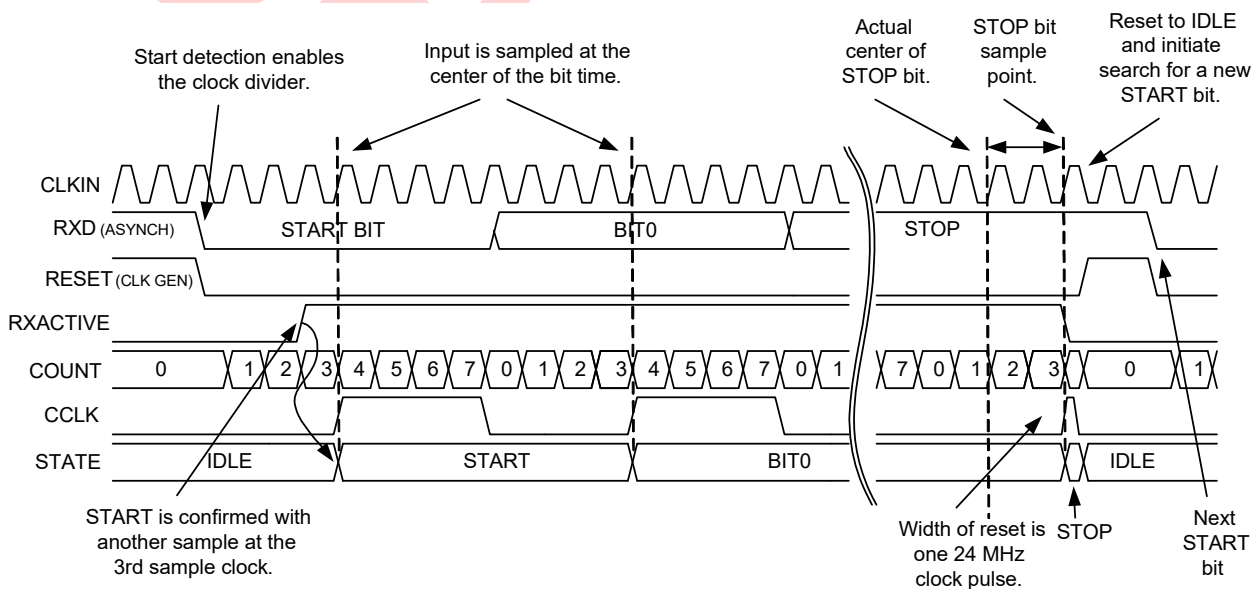 Start detection enables
the clock divider.
Input is sampled at the
center of the bit time.
Actual
center of
STOP bit.
STOP bit
sample
point.
Reset to IDLE
and initiate
search for a new
START bit.
CLKIN
RXD (ASYNCH)
START BIT
BIT0
STOP
RESET (CLK GEN)
RXACTIVE
COUNT
0 1 2 3 4 5 6 7 0 1 2 3 4 5 6 7 0 1 7 0 1 2 3 0 1
CCLK
STATE
IDLE
START
BIT0
IDLE
START is confirmed with
another sample at the
3rd sample clock.
Width of reset is
one 24 MHz
clock pulse.
STOP
Next
START
bit